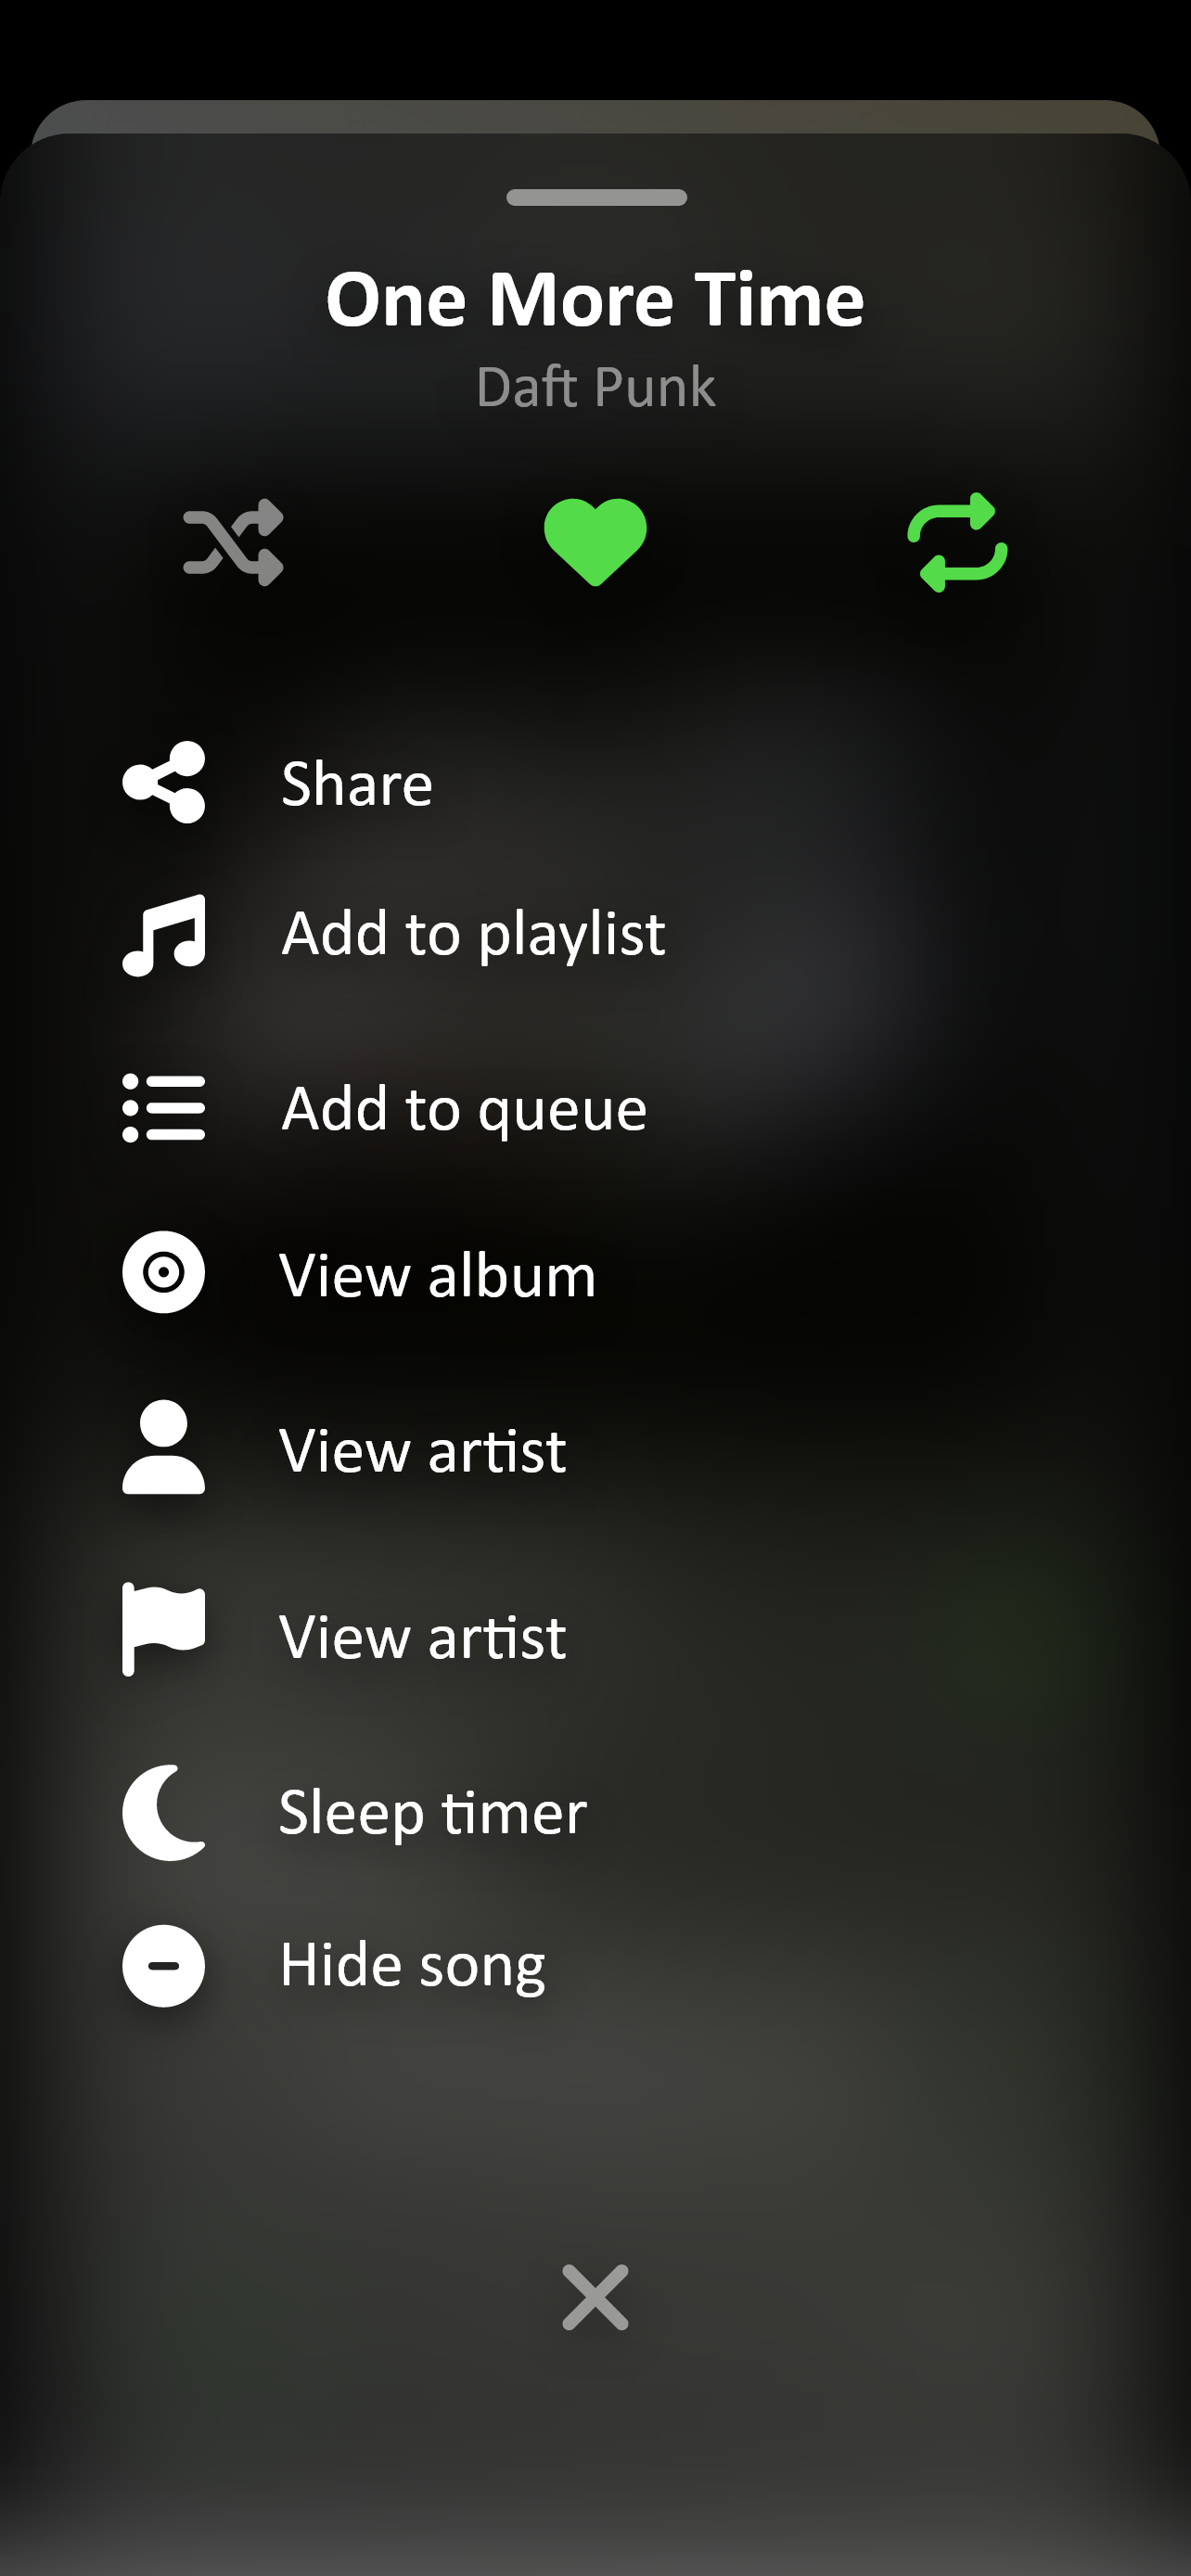 One More Time
Daft Punk
Share
Add to playlist
Add to queue
View album
View artist
View artist
Sleep timer
Hide song